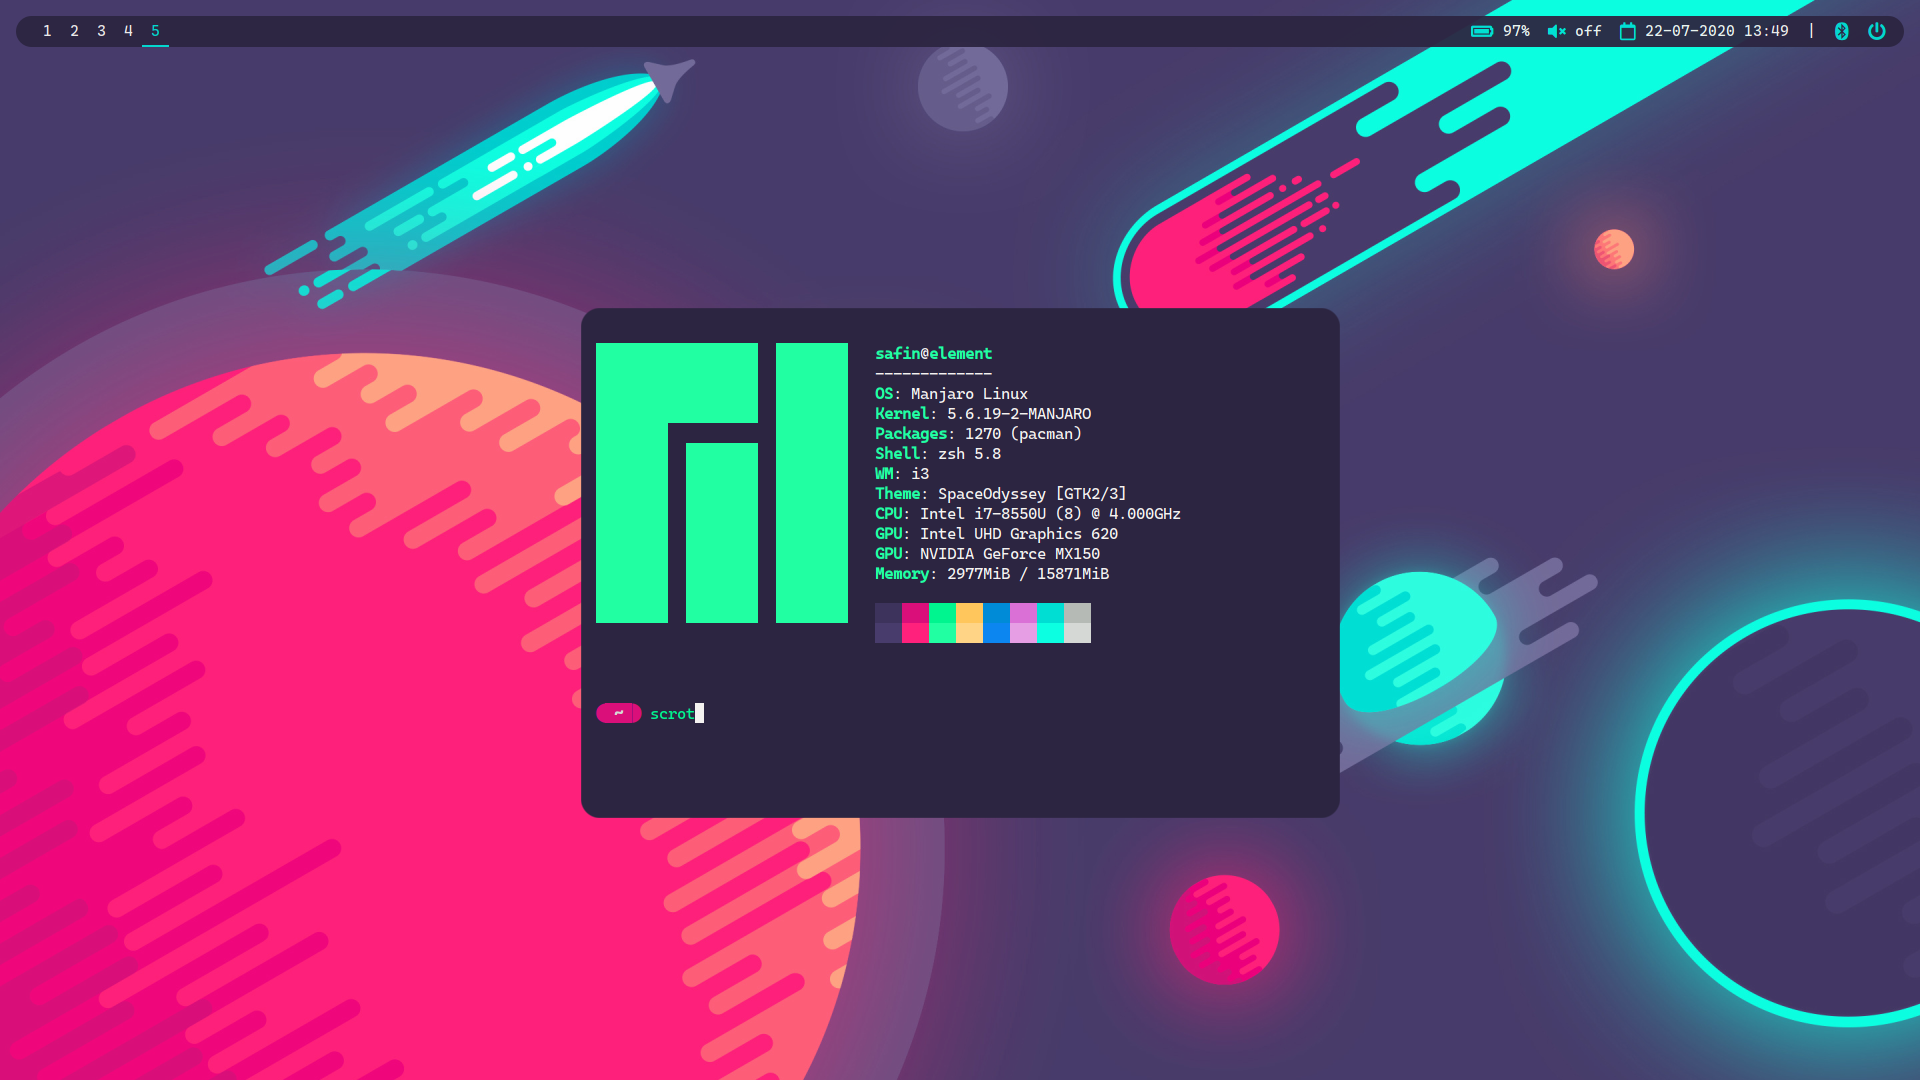 1 2 3 4 5 97% off 22-07-2020 13:49 |
safin@element
-------------
OS: Manjaro Linux
Kernel: 5.6.19-2-MANJARO
Packages: 1270 (pacman)
Shell: zsh 5.8
WM: i3
Theme: SpaceOdyssey [GTK2/3]
CPU: Intel i7-8550U (8) @ 4.000GHz
GPU: Intel UHD Graphics 620
GPU: NVIDIA GeForce MX150
Memory: 2977MiB / 15871MiB
~ scrot